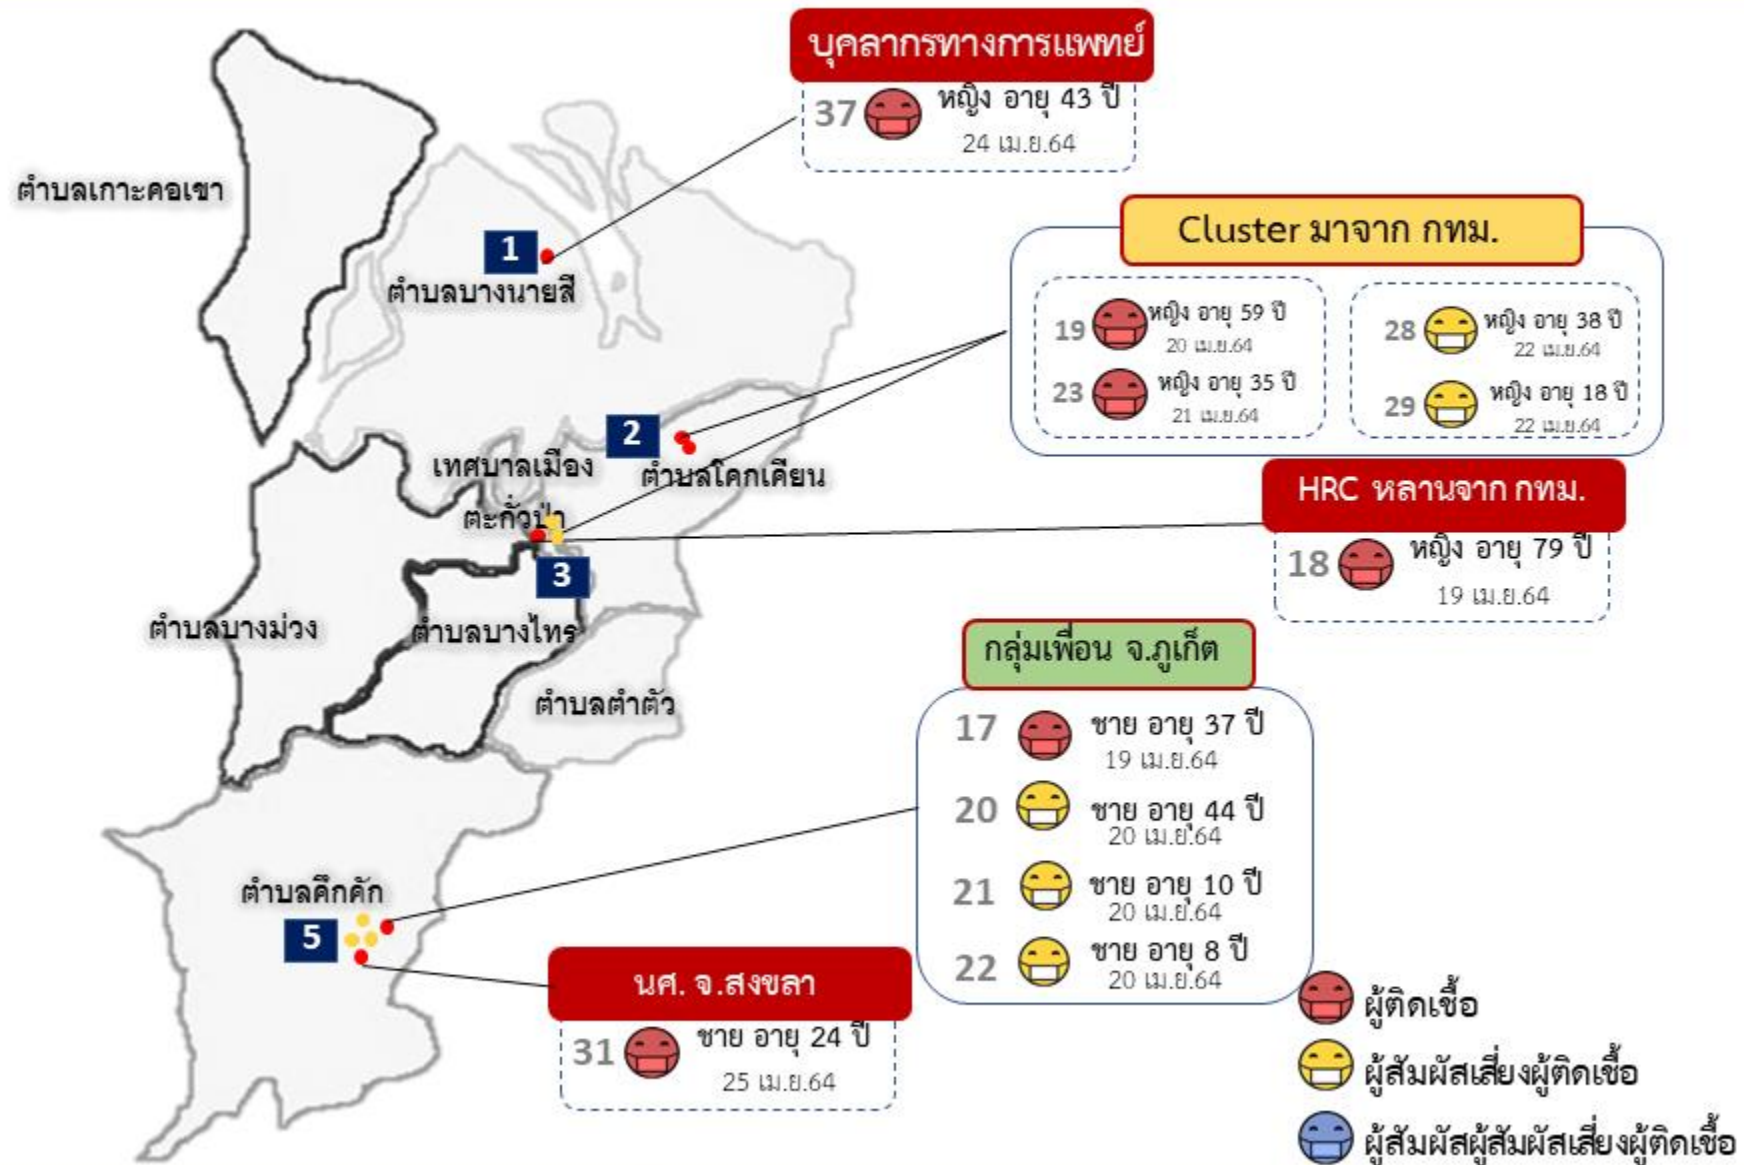 บุคลากรทางการแพทย์
37 หญิง อายุ 43 ปี
24 เม.ย.64
ตำบลเกาะคอเขา
1
ตำบลบางนายสี
Cluster มาจาก กทม.
19 หญิง อายุ 59 ปี
20 เม.ย.64
23 หญิง อายุ 35 ปี
21 เม.ย.64
28 หญิง อายุ 38 ปี
22 เม.ย.64
29 หญิง อายุ 18 ปี
22 เม.ย.64
2
ตำบลโคกเคียน
เทศบาลเมือง
ตะกั่วป่า
3
HRC หลานจาก กทม.
18 หญิง อายุ 79 ปี
19 เม.ย.64
ตำบลบางม่วง
ตำบลบางไทร
ตำบลตำตัว
กลุ่มเพื่อน จ.ภูเก็ต
17 ชาย อายุ 37 ปี
19 เม.ย.64
20 ชาย อายุ 44 ปี
20 เม.ย.64
21 ชาย อายุ 10 ปี
20 เม.ย.64
22 ชาย อายุ 8 ปี
20 เม.ย.64
ตำบลคึกคัก
5
นศ. จ.สงขลา
31 ชาย อายุ 24 ปี
25 เม.ย.64
ผู้ติดเชื้อ
ผู้สัมผัสเสี่ยงผู้ติดเชื้อ
ผู้สัมผัสผู้สัมผัสเสี่ยงผู้ติดเชื้อ